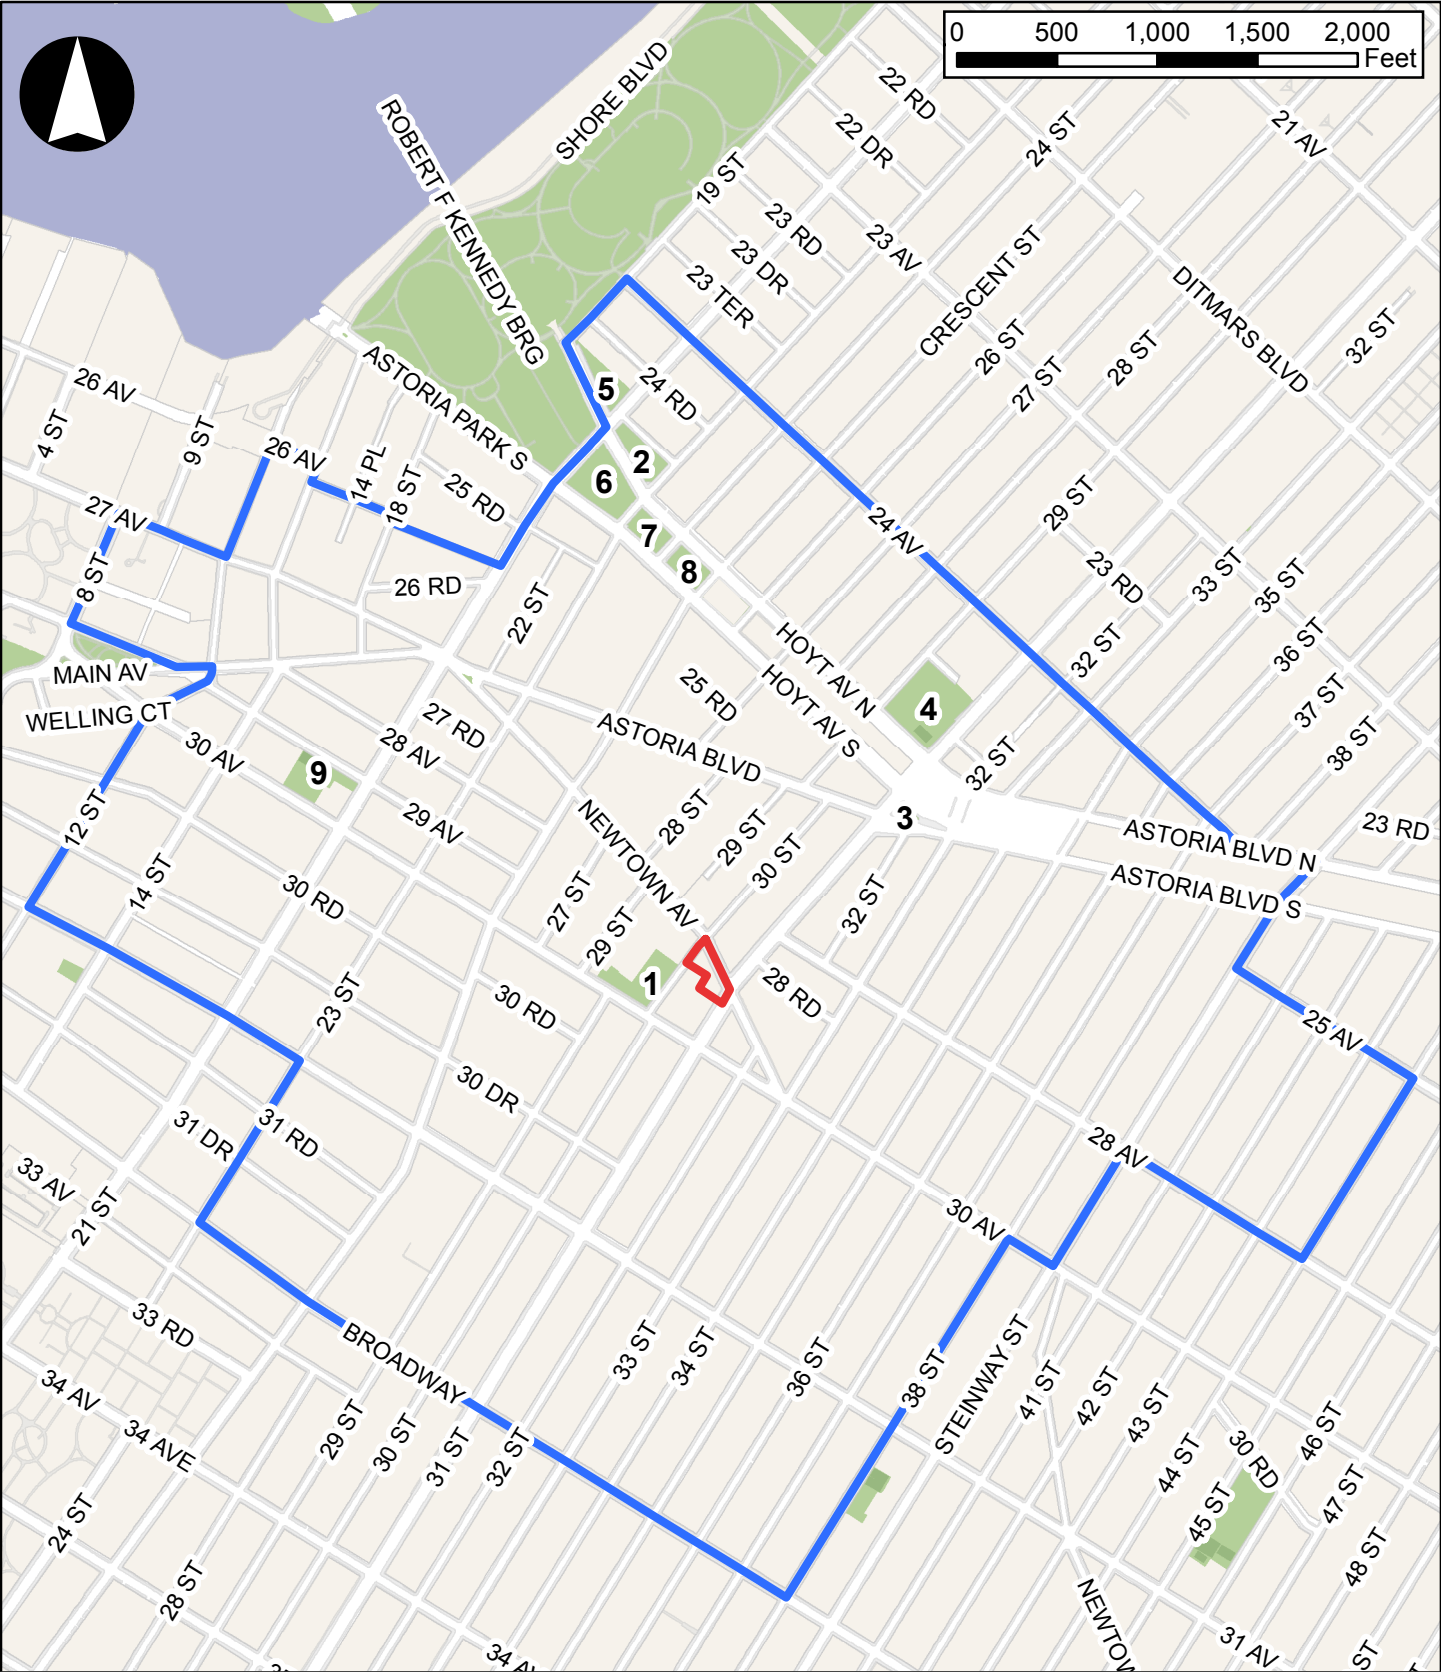 0 500 1,000 1,500 2,000
Feet
SHORE BLVD
ROBERT F KENNEDY BRG
22 RD
22 DR
24 ST
21 AV
19 ST
23 RD
23 AV
23 DR
23 TER
CRESCENT ST
DITMARS BLVD
26 ST
27 ST
28 ST
32 ST
26 AV
4 ST
9 ST
ASTORIA PARK S
5
24 RD
26 AV
14 PL
18 ST
25 RD
2
6
7
8
27 AV
8 ST
26 RD
22 ST
24 AV
29 ST
23 RD
33 ST
35 ST
36 ST
32 ST
37 ST
38 ST
MAIN AV
WELLING CT
HOYT AV N
HOYT AV S
25 RD
4
27 RD
28 AV
30 AV
9
ASTORIA BLVD
32 ST
3
12 ST
29 AV
NEWTOWN AV
28 ST
29 ST
30 ST
ASTORIA BLVD N
23 RD
ASTORIA BLVD S
14 ST
30 RD
27 ST
29 ST
32 ST
1
28 RD
23 ST
30 RD
25 AV
30 DR
31 DR
31 RD
28 AV
33 AV
21 ST
30 AV
33 RD
BROADWAY
33 ST
34 ST
36 ST
38 ST
STEINWAY ST
41 ST
42 ST
43 ST
34 AV
34 AVE
29 ST
30 ST
31 ST
32 ST
44 ST
30 RD
46 ST
45 ST
47 ST
48 ST
24 ST
28 ST
NEWTOW
34 A
31 AV
ST